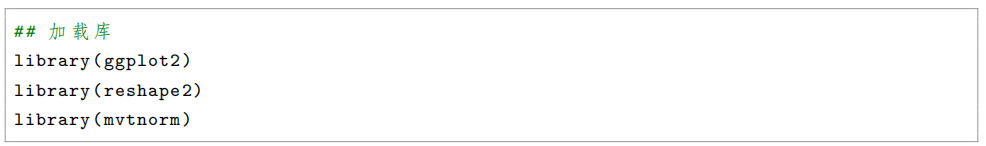 ## 加载库
library(ggplot2)
library(reshape2)
library(mvtnorm)